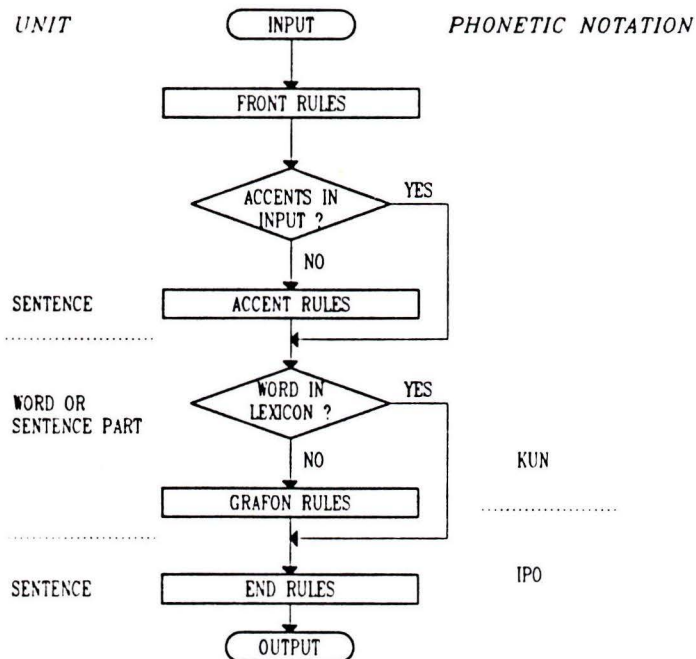 UNIT
INPUT
PHONETIC NOTATION
FRONT RULES
ACCENTS IN
INPUT ?
YES
NO
SENTENCE
ACCENT RULES
WORD OR
SENTENCE PART
WORD IN
LEXICON ?
YES
NO
KUN
GRAFON RULES
IPO
SENTENCE
END RULES
OUTPUT